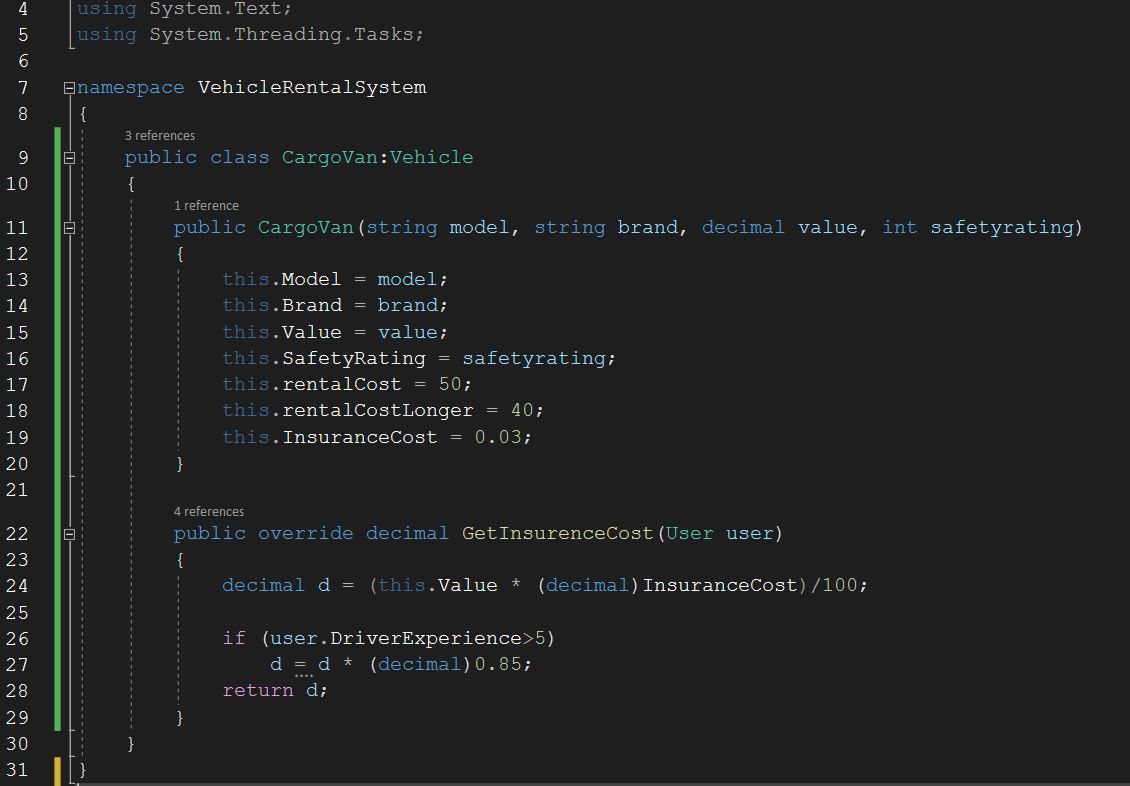 4 using System.Text;
5 using System.Threading.Tasks;
6
7 namespace VehicleRentalSystem
8 {
3 references
9 public class CargoVan:Vehicle
10 {
1 reference
11 public CargoVan(string model, string brand, decimal value, int safetyrating)
12 {
13 this.Model = model;
14 this.Brand = brand;
15 this.Value = value;
16 this.SafetyRating = safetyrating;
17 this.rentalCost = 50;
18 this.rentalCostLonger = 40;
19 this.InsuranceCost = 0.03;
20 }
21
4 references
22 public override decimal GetInsurenceCost(User user)
23 {
24 decimal d = (this.Value * (decimal)InsuranceCost)/100;
25
26 if (user.DriverExperience>5)
27 d = d * (decimal)0.85;
28 return d;
29 }
30 }
31 }